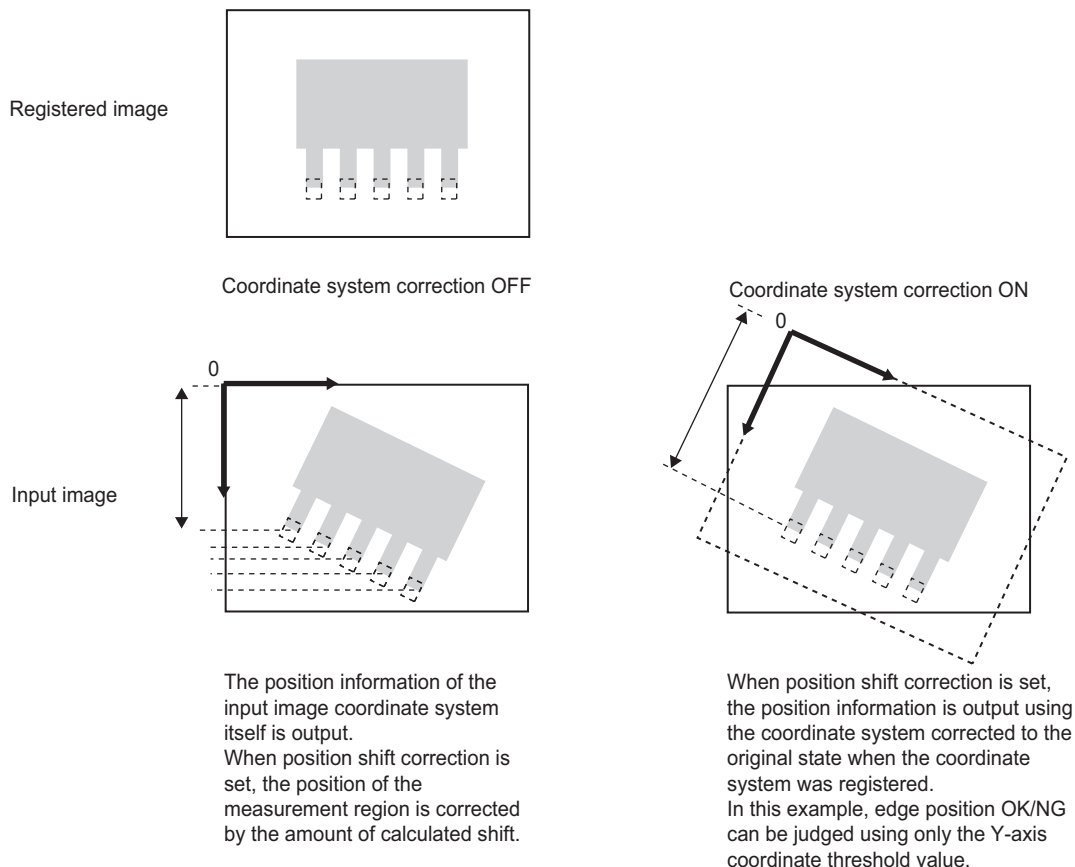 Registered image
Coordinate system correction OFF
Coordinate system correction ON
0
0
Input image
The position information of the
input image coordinate system
itself is output.
When position shift correction is
set, the position of the
measurement region is corrected
by the amount of calculated shift.
When position shift correction is set,
the position information is output using
the coordinate system corrected to the
original state when the coordinate
system was registered.
In this example, edge position OK/NG
can be judged using only the Y-axis
coordinate threshold value.